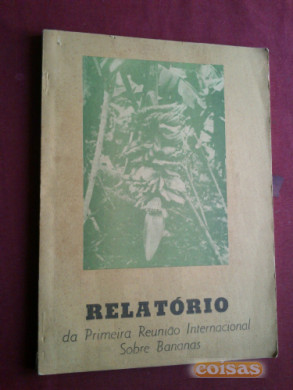 RELATÓRIO
da Primeira Reunião Internacional
Sobre Bananas
coisas